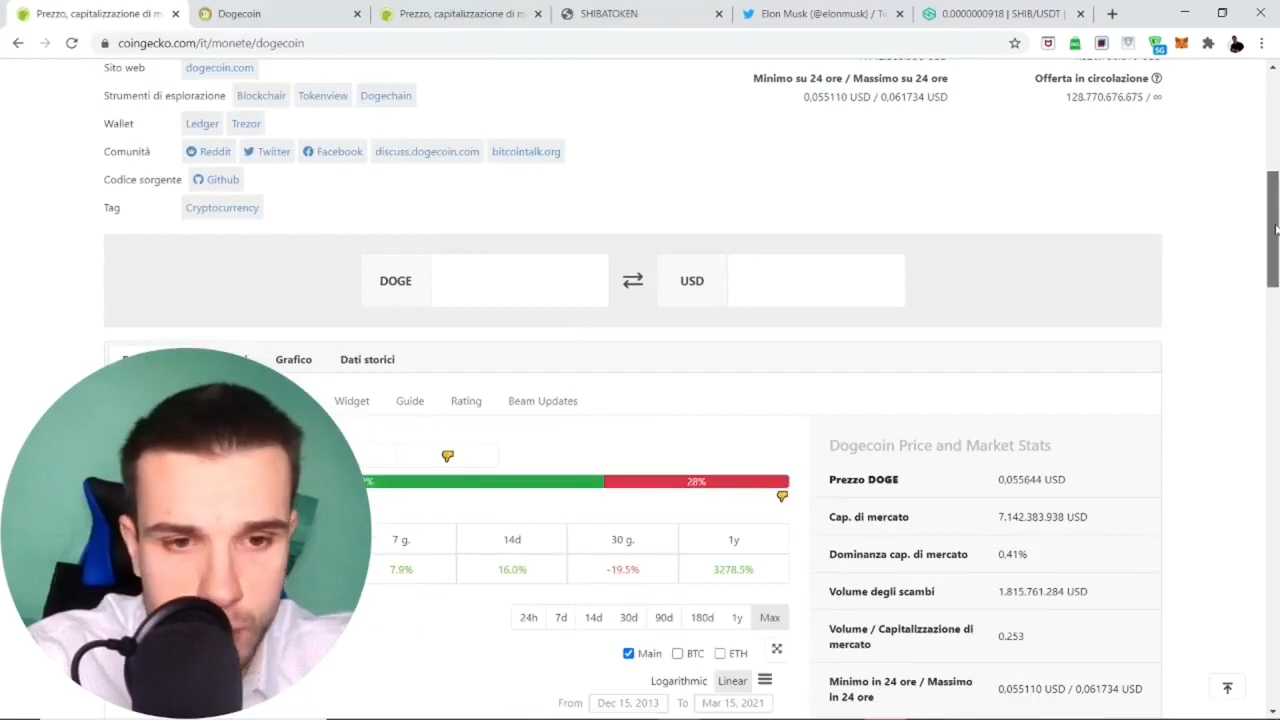 Prezzo, capitalizzazione di m
Dogecoin
Prezzo, capitalizzazione di m
SHIBATOKEN
Elon Musk (@elonmusk) / Tw
0.0000000918 | SHIB/USDT |
coingecko.com/it/monete/dogecoin
SG
Sito web
dogecoin.com
Strumenti di esplorazione
Blockchair
Tokenview
Dogechain
Wallet
Ledger
Trezor
Comunità
Reddit
Twitter
Facebook
discuss.dogecoin.com
bitcointalk.org
Codice sorgente
Github
Tag
Cryptocurrency
Minimo su 24 ore / Massimo su 24 ore
0,055110 USD / 0,061734 USD
Offerta in circolazione
128.770.676.675 / ∞
DOGE
USD
Grafico
Dati storici
Widget
Guide
Rating
Beam Updates
28%
7 g.
14d
30 g.
1y
7.9%
16.0%
-19.5%
3278.5%
24h
7d
14d
30d
90d
180d
1y
Max
Main
BTC
ETH
Logarithmic
Linear
From
Dec 15, 2013
To
Mar 15, 2021
Dogecoin Price and Market Stats
Prezzo DOGE
0,055644 USD
Cap. di mercato
7.142.383.938 USD
Dominanza cap. di mercato
0,41%
Volume degli scambi
1.815.761.284 USD
Volume / Capitalizzazione di
mercato
0.253
Minimo in 24 ore / Massimo
in 24 ore
0,055110 USD / 0,061734 USD